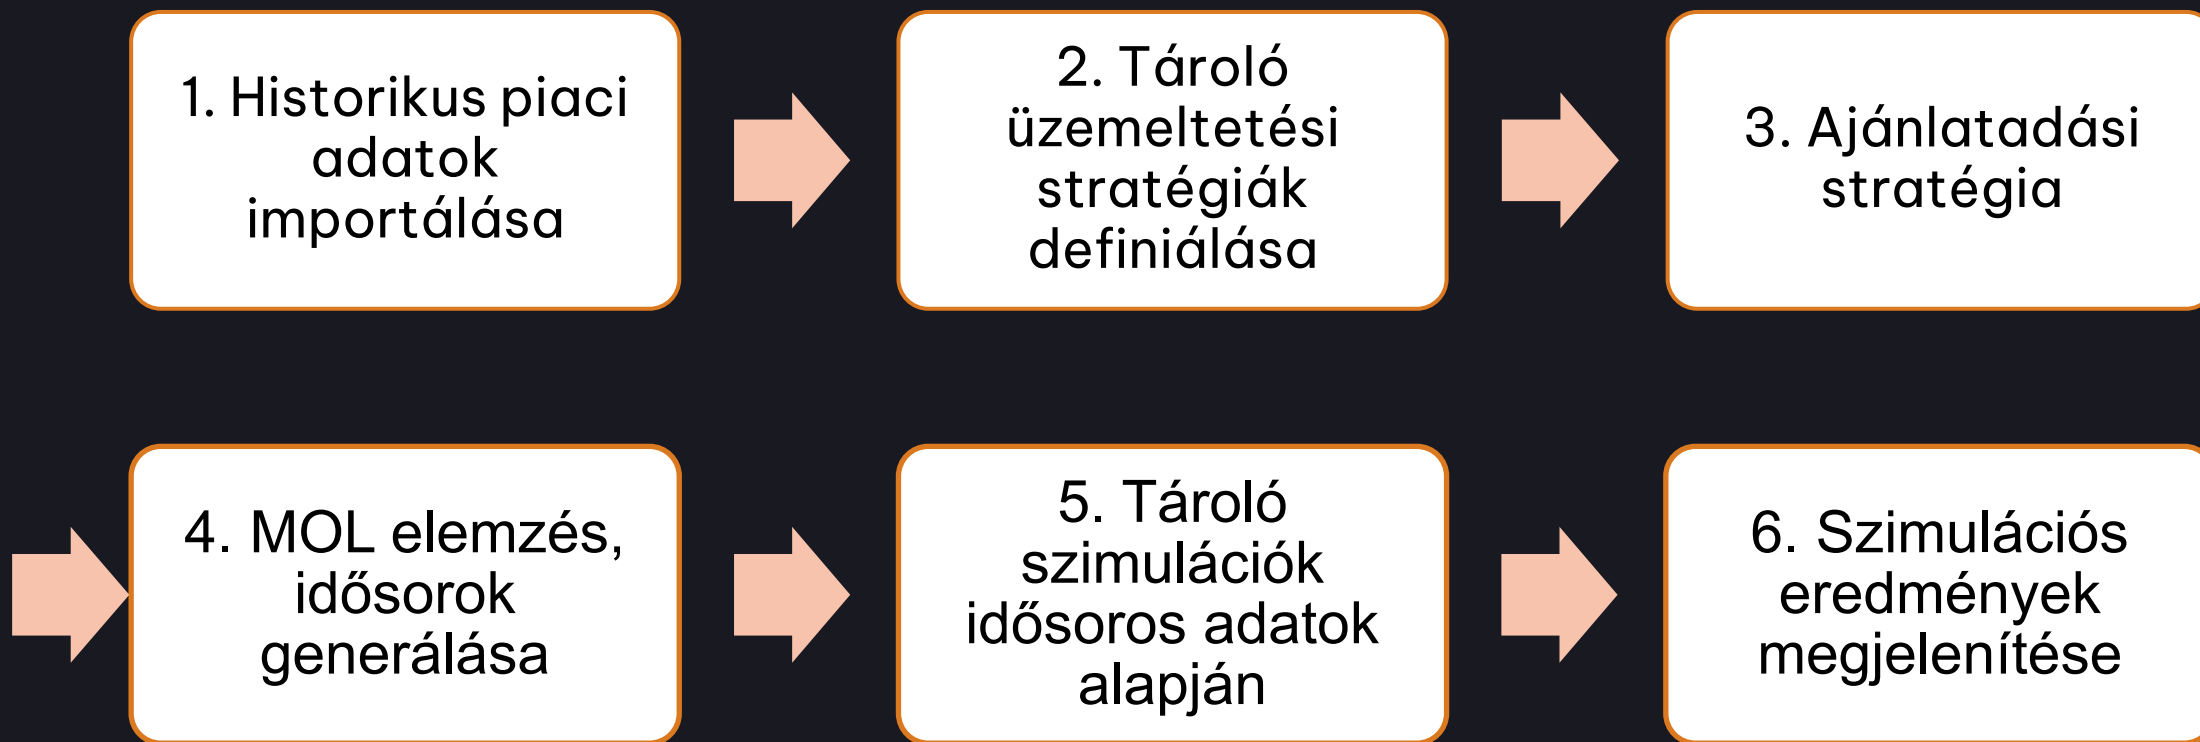 1. Historikus piaci
adatok
importálása
2. Tároló
üzemeltetési
stratégiák
definiálása
3. Ajánlatadási
stratégia
4. MOL elemzés,
idősorok
generálása
5. Tároló
szimulációk
idősoros adatok
alapján
6. Szimulációs
eredmények
megjelenítése